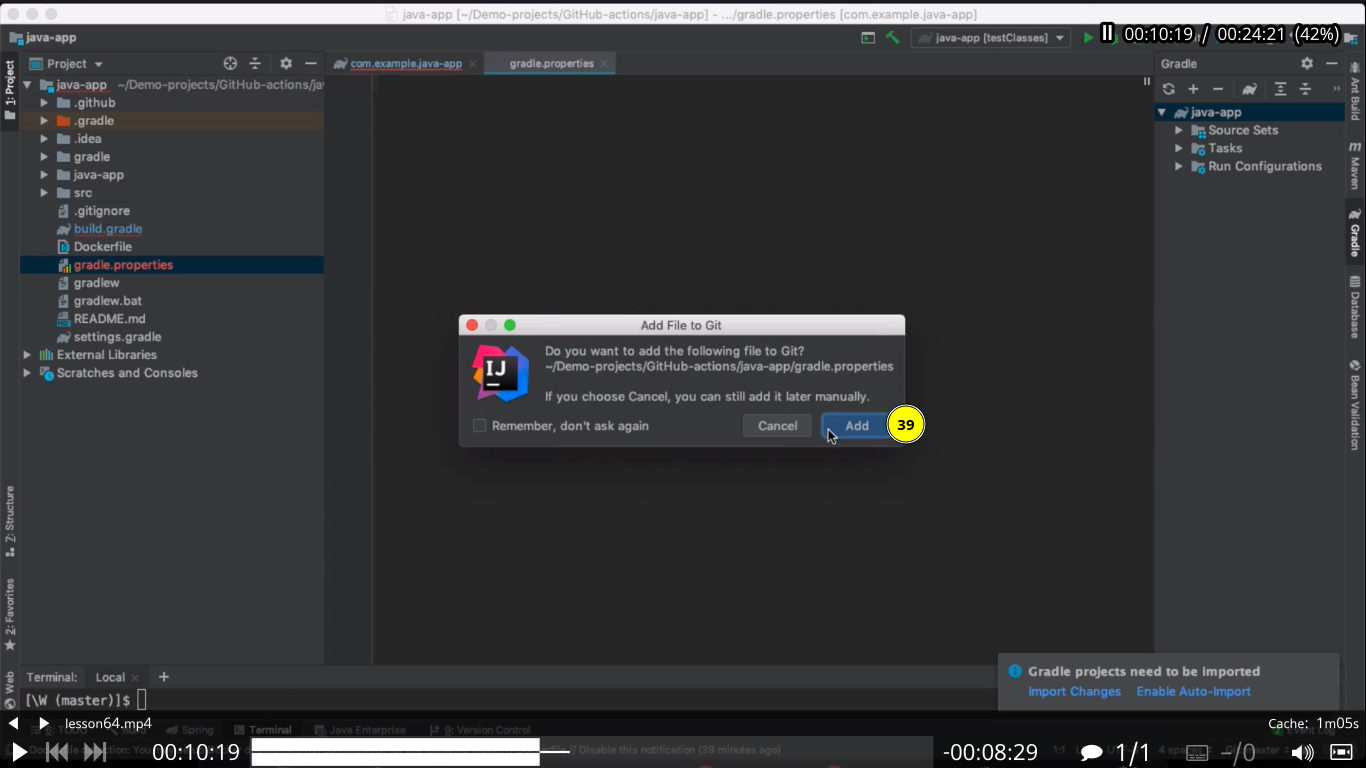 java-app [~/Demo-projects/GitHub-actions/java-app] - .../gradle.properties [com.example.java-app]
java-app
java-app [testClasses]
00:10:19 / 00:24:21 (42%)
1: Project
Project
com.example.java-app
gradle.properties
Gradle
java-app ~/Demo-projects/GitHub-actions/ja
.github
.gradle
.idea
gradle
java-app
src
.gitignore
build.gradle
Dockerfile
gradle.properties
gradlew
gradlew.bat
README.md
settings.gradle
External Libraries
Scratches and Consoles
java-app
Source Sets
Tasks
Run Configurations
Ant Build
m Maven
Gradle
Database
Bean Validation
Add File to Git
IJ
Do you want to add the following file to Git?
~/Demo-projects/GitHub-actions/java-app/gradle.properties
If you choose Cancel, you can still add it later manually.
Remember, don't ask again
Cancel
Add
39
Z: Structure
2: Favorites
Web
Terminal: Local
[\W (master)]$
Gradle projects need to be imported
Import Changes Enable Auto-Import
lesson64.mp4
Cache: 1m05s
Spring
Terminal
Java Enterprise
9: Version Control
Event Log
00:10:19
// Disable this notification (39 minutes ago)
-00:08:29
1/1
–/0